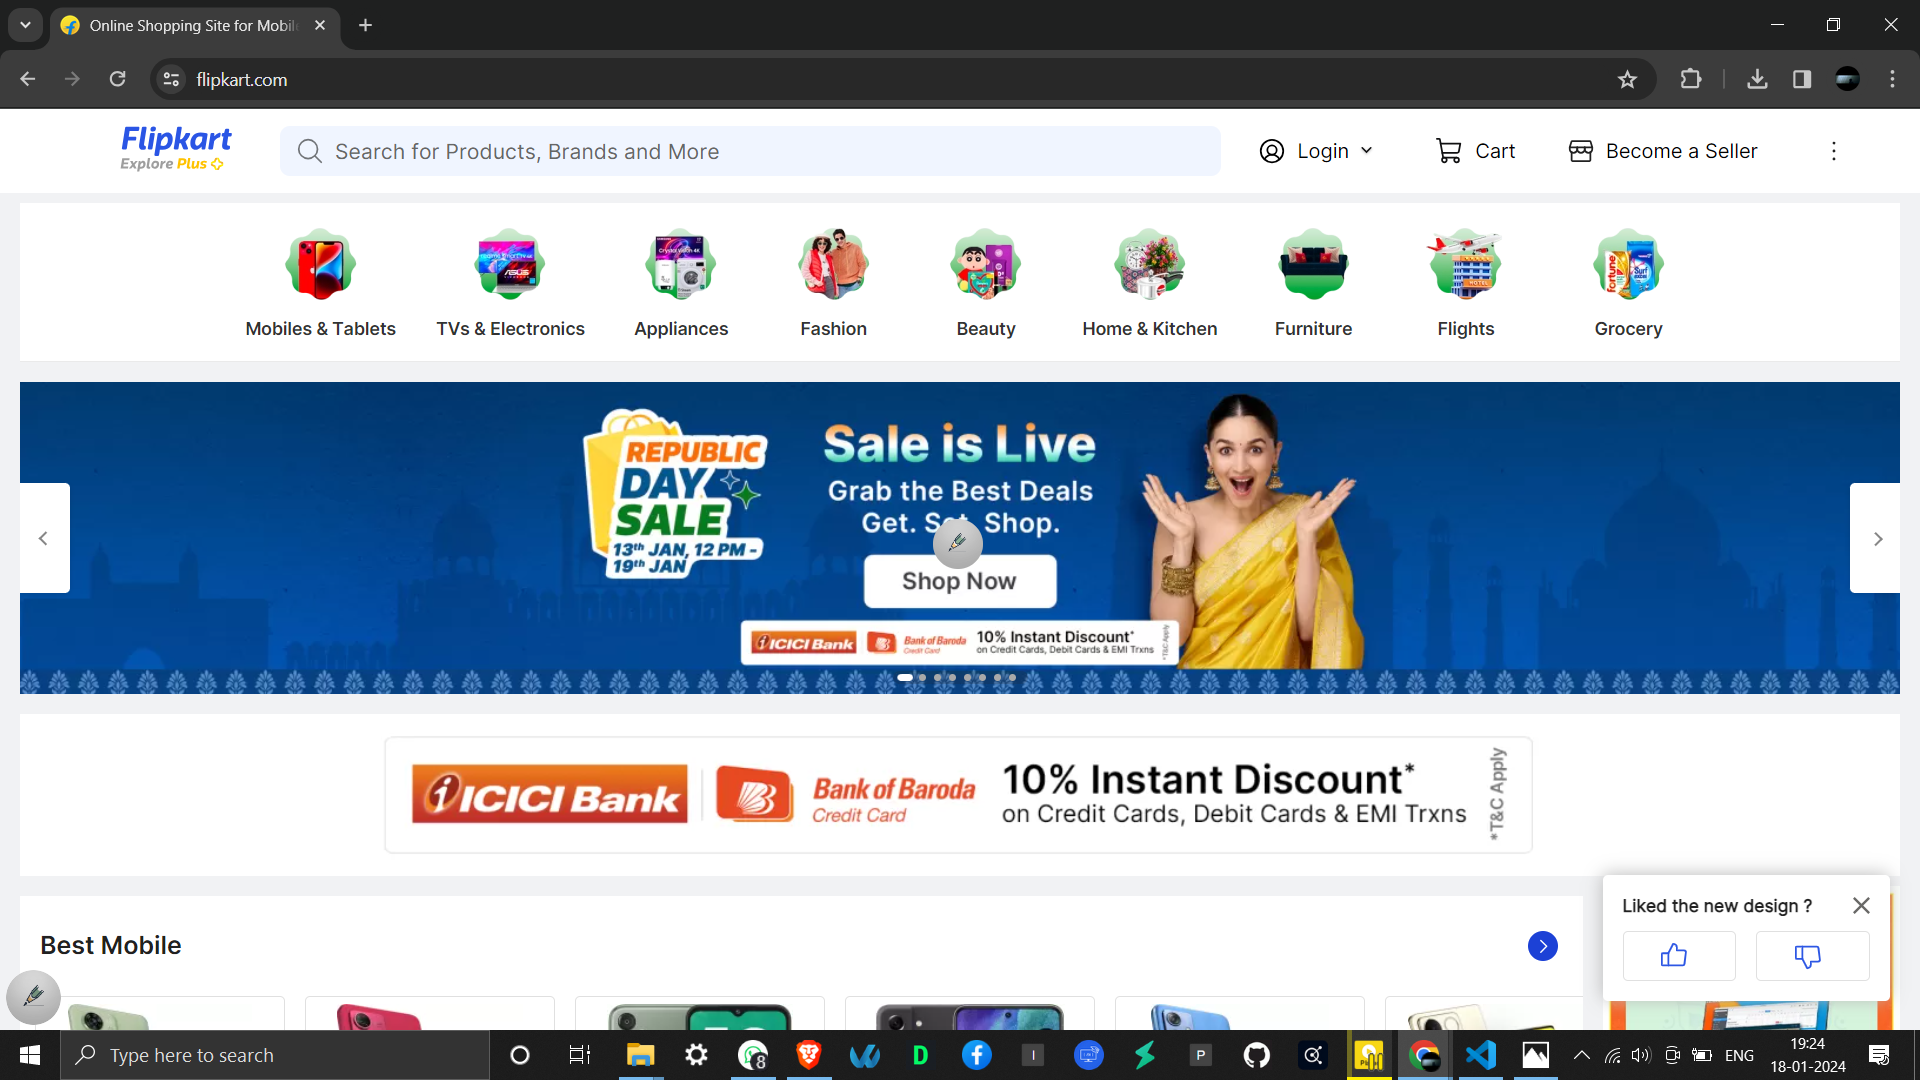 Online Shopping Site for Mobil
flipkart.com
Flipkart
Explore Plus
Search for Products, Brands and More
Login
Cart
Become a Seller
Mobiles & Tablets
TVs & Electronics
Appliances
Fashion
Beauty
Home & Kitchen
Furniture
Flights
Grocery
REPUBLIC
DAY
SALE
13th JAN, 12 PM -
19th JAN
Sale is Live
Grab the Best Deals
Get. Set. Shop.
Shop Now
ICICI Bank
Bank of Baroda
Credit Card
10% Instant Discount*
on Credit Cards, Debit Cards & EMI Trxns
*T&C Apply
ICICI Bank
Bank of Baroda
Credit Card
10% Instant Discount*
on Credit Cards, Debit Cards & EMI Trxns
*T&C Apply
Liked the new design ?
Best Mobile
Type here to search
8
ENG
19:24
18-01-2024